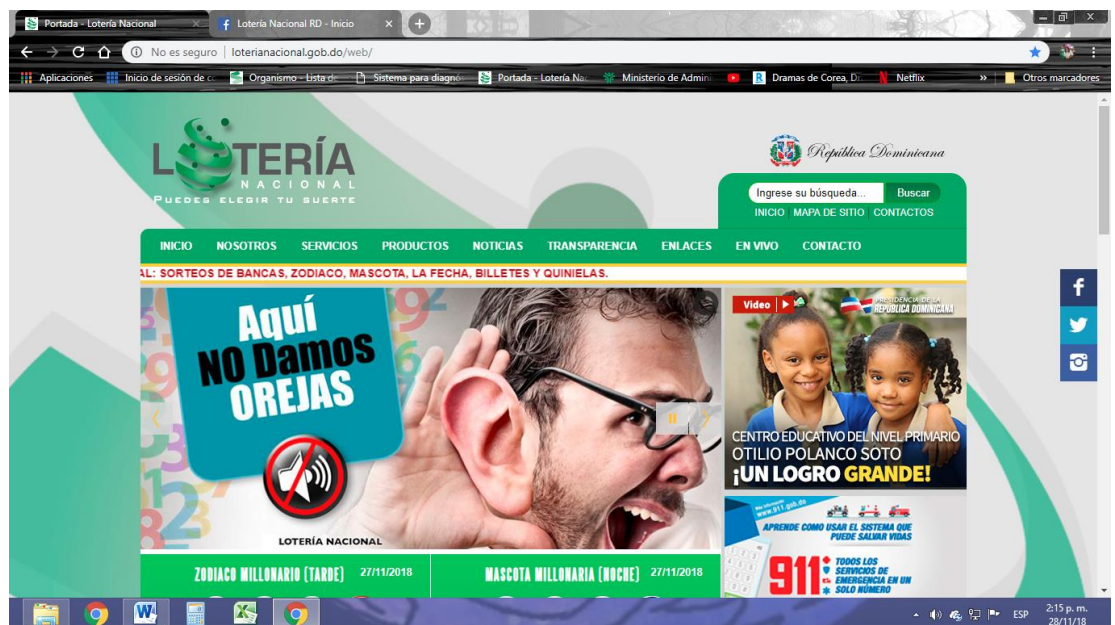 Portada - Lotería Nacional
Lotería Nacional RD - Inicio
No es seguro | loterianacional.gob.do/web/
Aplicaciones
Inicio de sesión de
Organismo - Lista de
Sistema para diagnó
Portada - Lotería Na
Ministerio de Admini
Dramas de Corea, Dr
Netflix
»
Otros marcadores
LOTERÍA
NACIONAL
PUEDES ELEGIR TU SUERTE
República Dominicana
Ingrese su búsqueda...
Buscar
INICIO | MAPA DE SITIO | CONTACTOS
INICIO NOSOTROS SERVICIOS PRODUCTOS NOTICIAS TRANSPARENCIA ENLACES EN VIVO CONTACTO
AL: SORTEOS DE BANCAS, ZODIACO, MASCOTA, LA FECHA, BILLETES Y QUINIELAS.
Aquí
NO Damos
OREJAS
LOTERÍA NACIONAL
Video
PRESIDENCIA DE LA
REPÚBLICA DOMINICANA
CENTRO EDUCATIVO DEL NIVEL PRIMARIO
OTILIO POLANCO SOTO
¡UN LOGRO GRANDE!
www.911.gob.do
APRENDE COMO USAR EL SISTEMA QUE
PUEDE SALVAR VIDAS
911
TODOS LOS
SERVICIOS DE
EMERGENCIA EN UN
SOLO NÚMERO
ZODIACO MILLONARIO (TARDE) 27/11/2018
MASCOTA MILLONARIA (NOCHE) 27/11/2018
ESP
2:15 p. m.
28/11/18